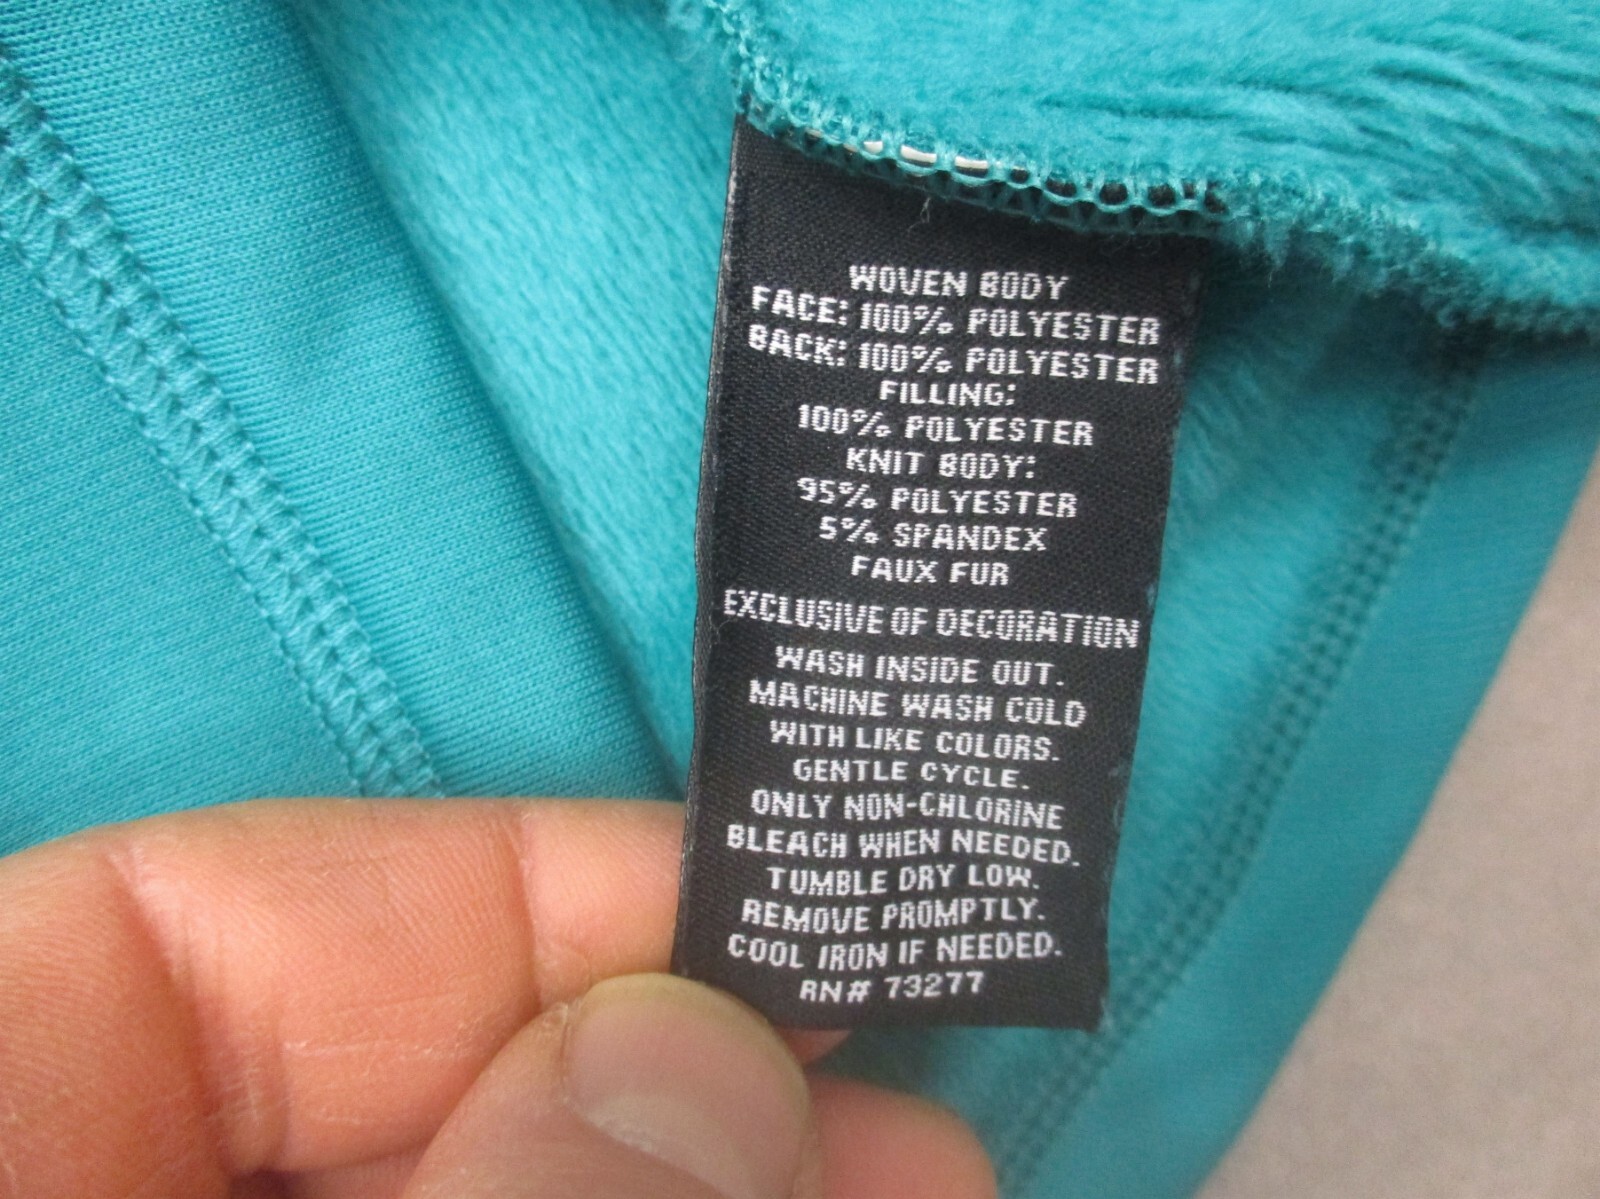 WOVEN BODY
FACE: 100% POLYESTER
BACK: 100% POLYESTER
FILLING:
100% POLYESTER
KNIT BODY:
95% POLYESTER
5% SPANDEX
FAUX FUR
EXCLUSIVE OF DECORATION
WASH INSIDE OUT.
MACHINE WASH COLD
WITH LIKE COLORS.
GENTLE CYCLE.
ONLY NON-CHLORINE
BLEACH WHEN NEEDED.
TUMBLE DRY LOW.
REMOVE PROMPTLY.
COOL IRON IF NEEDED.
RN# 73277